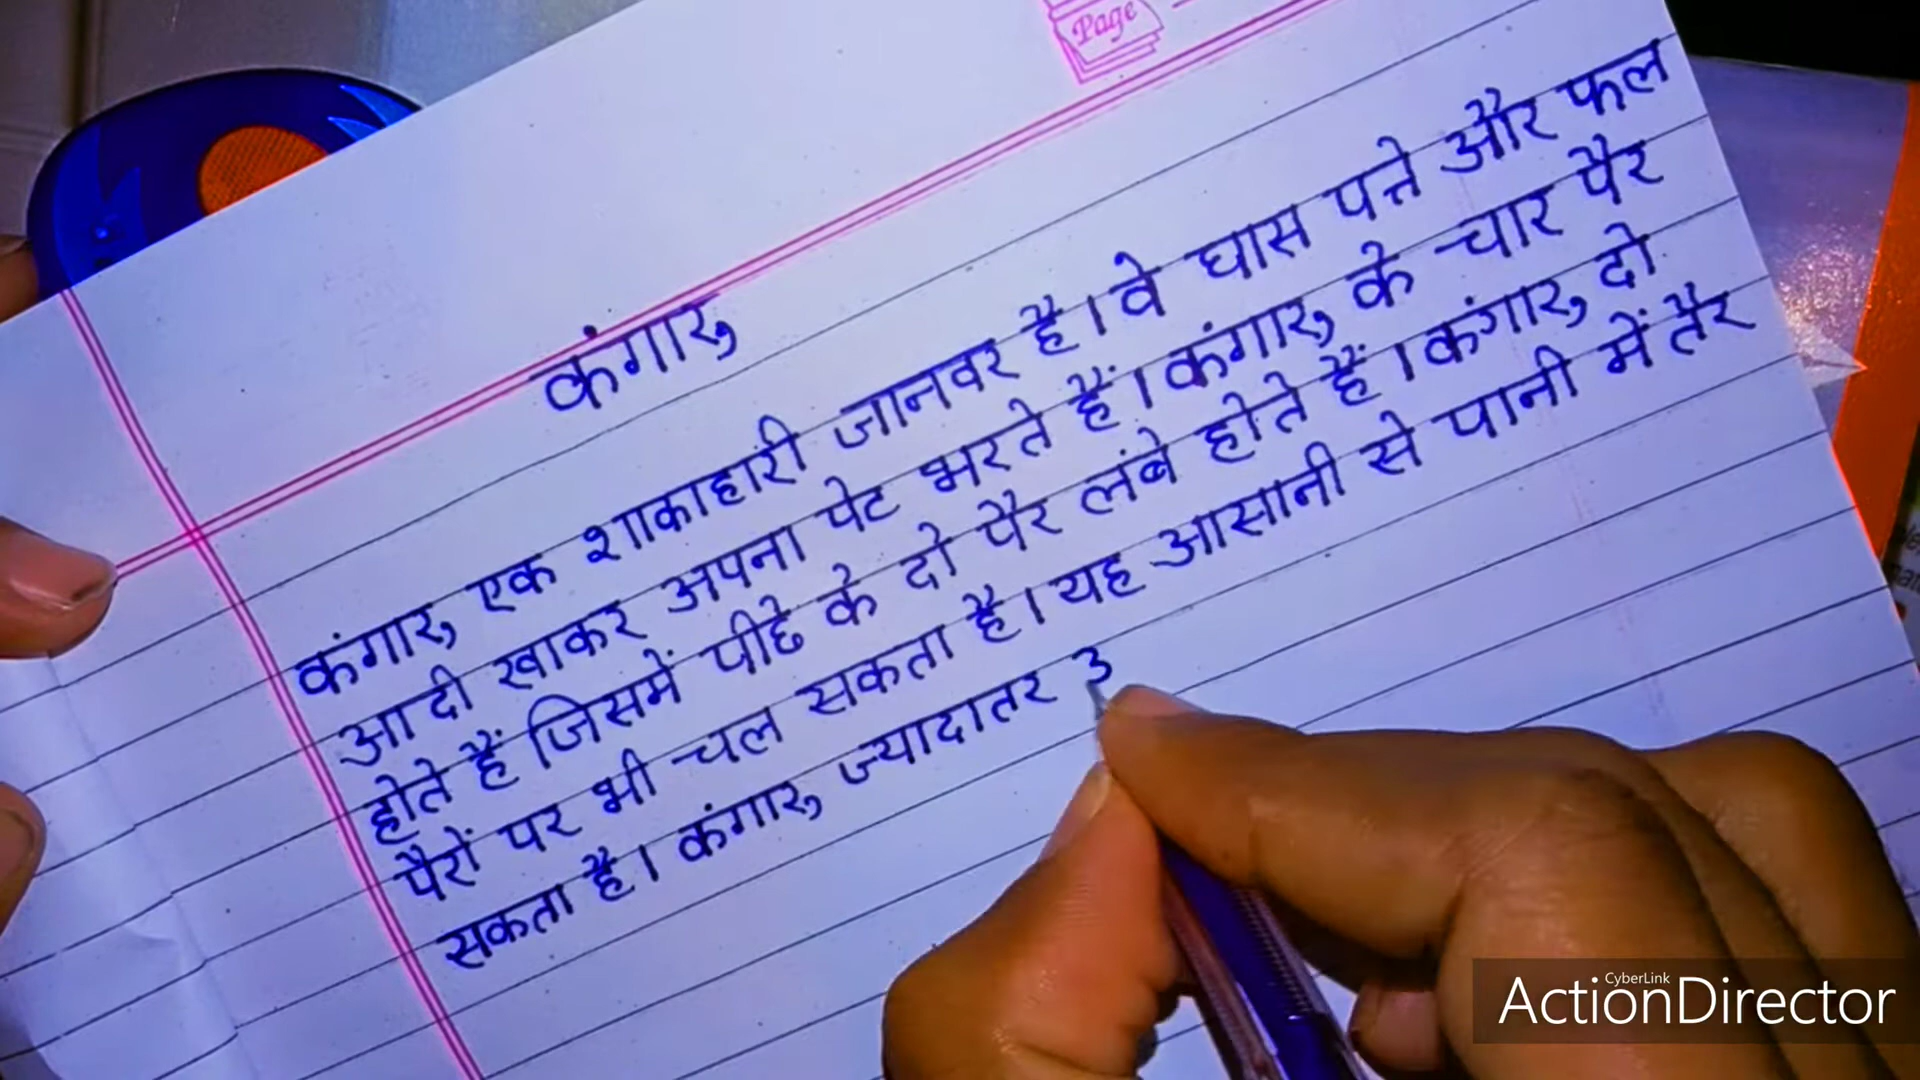 Page
कंगारु
कंगारु एक शाकाहारी जानवर है। वे घास पत्ते और फल
आदी खाकर अपना पेट भरते हैं। कंगारु के चार पैर
होते हैं जिसमें पीछे के दो पैर लंबे होते हैं। कंगारु दो
पैरों पर भी चल सकता है। यह आसानी से पानी में तैर
सकता है। कंगारु ज्यादातर
CyberLink
ActionDirector